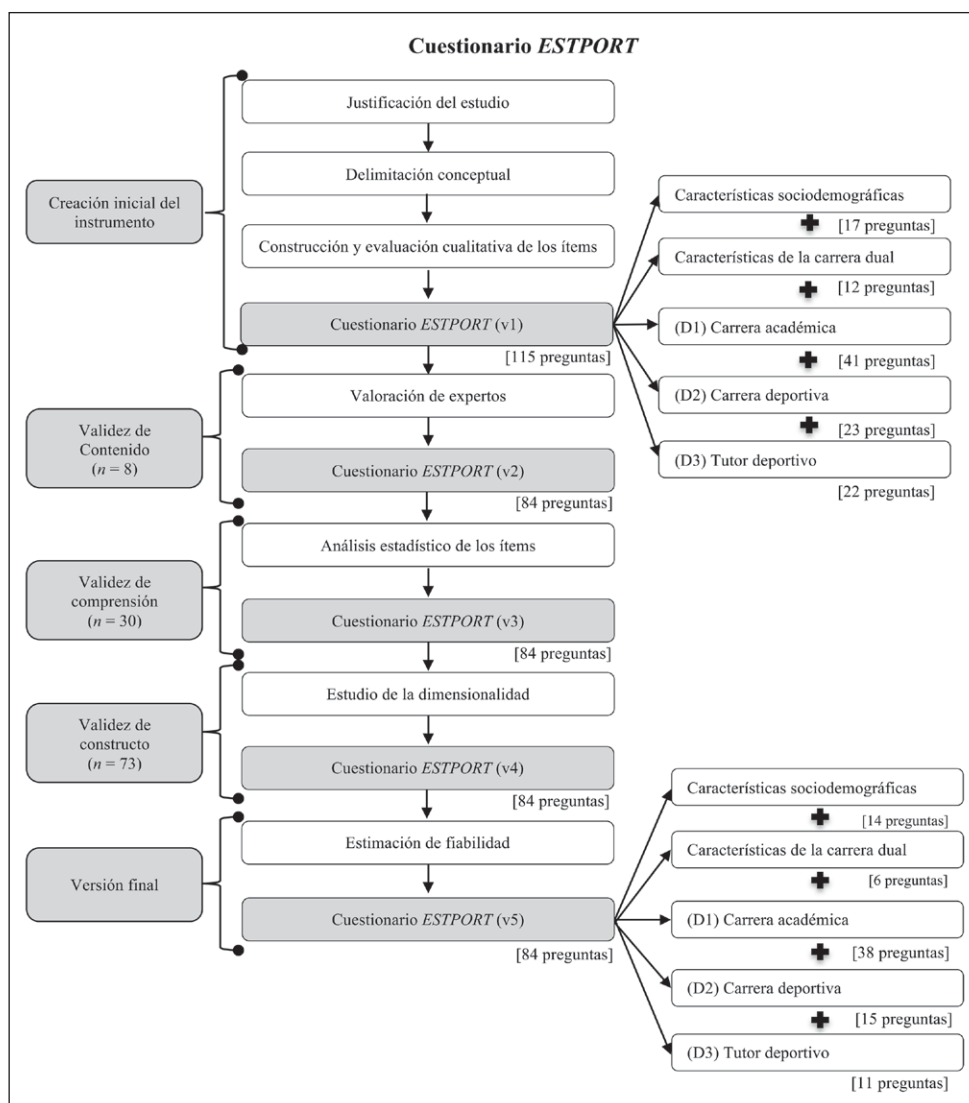 Cuestionario ESTPORT
Creación inicial del
instrumento
Justificación del estudio
Delimitación conceptual
Construcción y evaluación cualitativa de los ítems
Cuestionario ESTPORT (v1)
[115 preguntas]
Características sociodemográficas
[17 preguntas]
Características de la carrera dual
[12 preguntas]
(D1) Carrera académica
[41 preguntas]
(D2) Carrera deportiva
[23 preguntas]
(D3) Tutor deportivo
[22 preguntas]
Validez de
Contenido
(n = 8)
Valoración de expertos
Cuestionario ESTPORT (v2)
[84 preguntas]
Validez de
comprensión
(n = 30)
Análisis estadístico de los ítems
Cuestionario ESTPORT (v3)
[84 preguntas]
Validez de
constructo
(n = 73)
Estudio de la dimensionalidad
Cuestionario ESTPORT (v4)
[84 preguntas]
Versión final
Estimación de fiabilidad
Cuestionario ESTPORT (v5)
[84 preguntas]
Características sociodemográficas
[14 preguntas]
Características de la carrera dual
[6 preguntas]
(D1) Carrera académica
[38 preguntas]
(D2) Carrera deportiva
[15 preguntas]
(D3) Tutor deportivo
[11 preguntas]